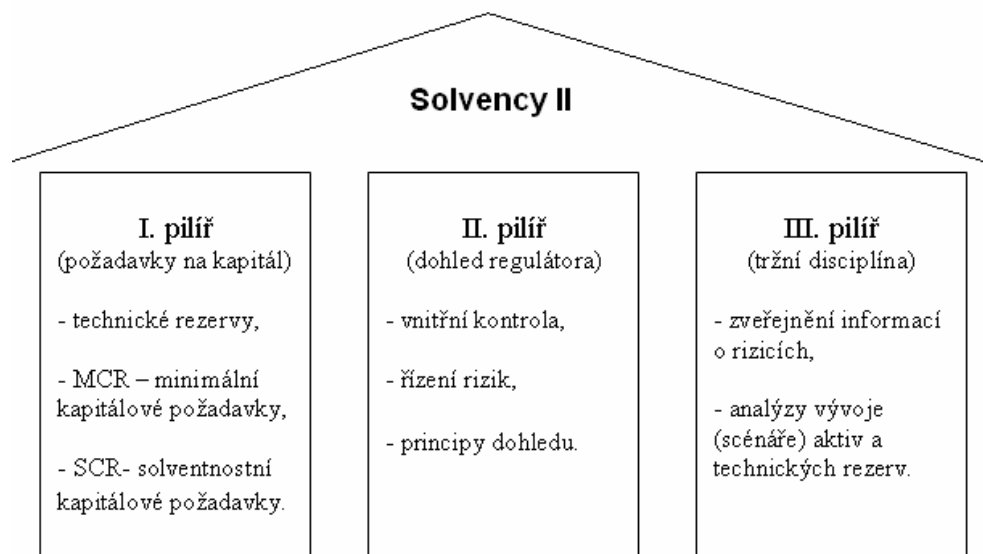 Solvency II
I. pilíř
(požadavky na kapitál)
- technické rezervy,
- MCR – minimální
kapitálové požadavky,
- SCR- solventnostní
kapitálové požadavky.
II. pilíř
(dohled regulátora)
- vnitřní kontrola,
- řízení rizik,
- principy dohledu.
III. pilíř
(tržní disciplína)
- zveřejnění informací
o rizicích,
- analýzy vývoje
(scénáře) aktiv a
technických rezerv.